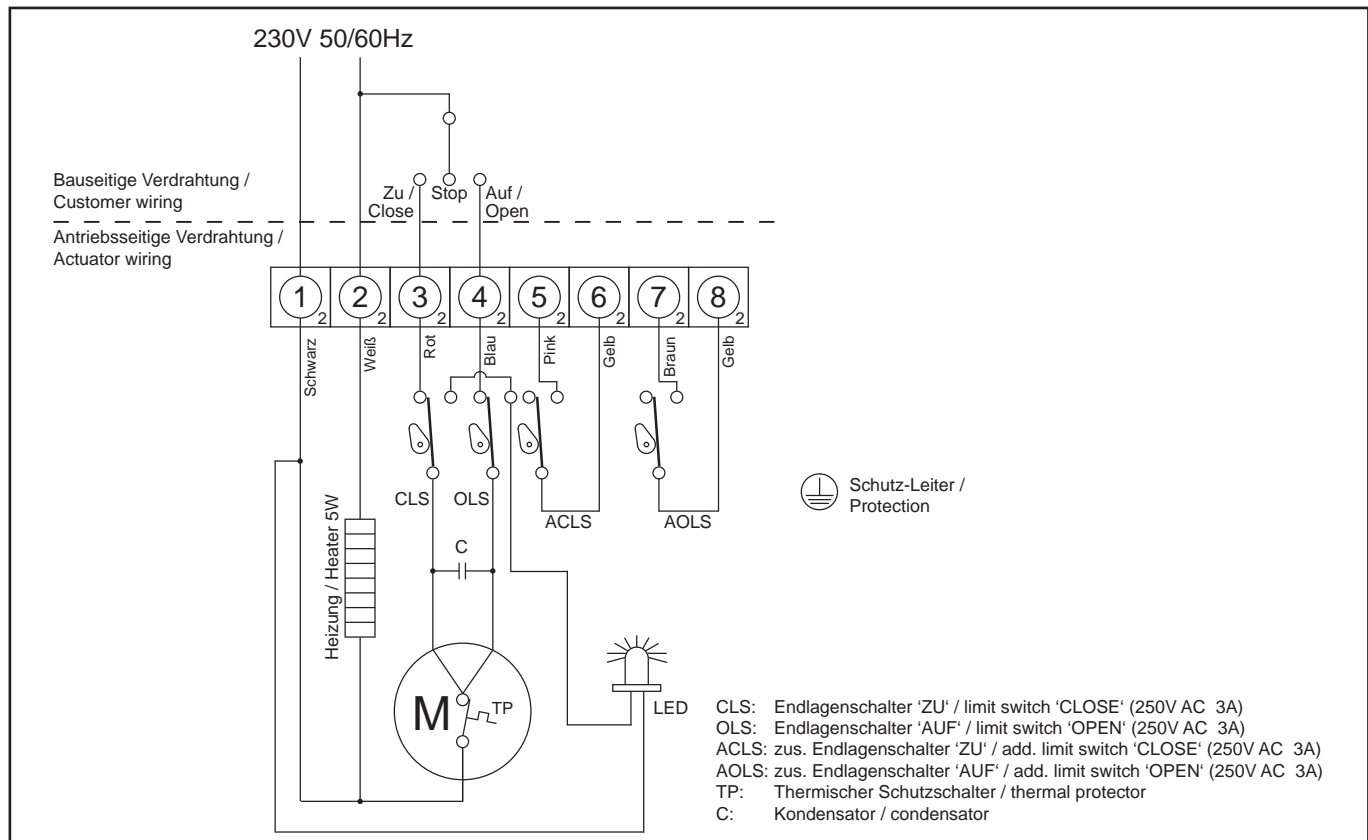 230V 50/60Hz
Bauseitige Verdrahtung /
Customer wiring
Zu /
Close
Stop
Auf /
Open
Antriebsseitige Verdrahtung /
Actuator wiring
1 2 3 4 5 6 7 8
2 2 2 2 2 2 2 2
Schwarz
Weiß
Rot
Blau
Pink
Gelb
Braun
Gelb
CLS
OLS
ACLS
AOLS
Schutz-Leiter /
Protection
Heizung / Heater 5W
C
M
TP
LED
CLS: Endlagenschalter ‘ZU‘ / limit switch ‘CLOSE‘ (250V AC 3A)
OLS: Endlagenschalter ‘AUF‘ / limit switch ‘OPEN‘ (250V AC 3A)
ACLS: zus. Endlagenschalter ‘ZU‘ / add. limit switch ‘CLOSE‘ (250V AC 3A)
AOLS: zus. Endlagenschalter ‘AUF‘ / add. limit switch ‘OPEN‘ (250V AC 3A)
TP: Thermischer Schutzschalter / thermal protector
C: Kondensator / condensator